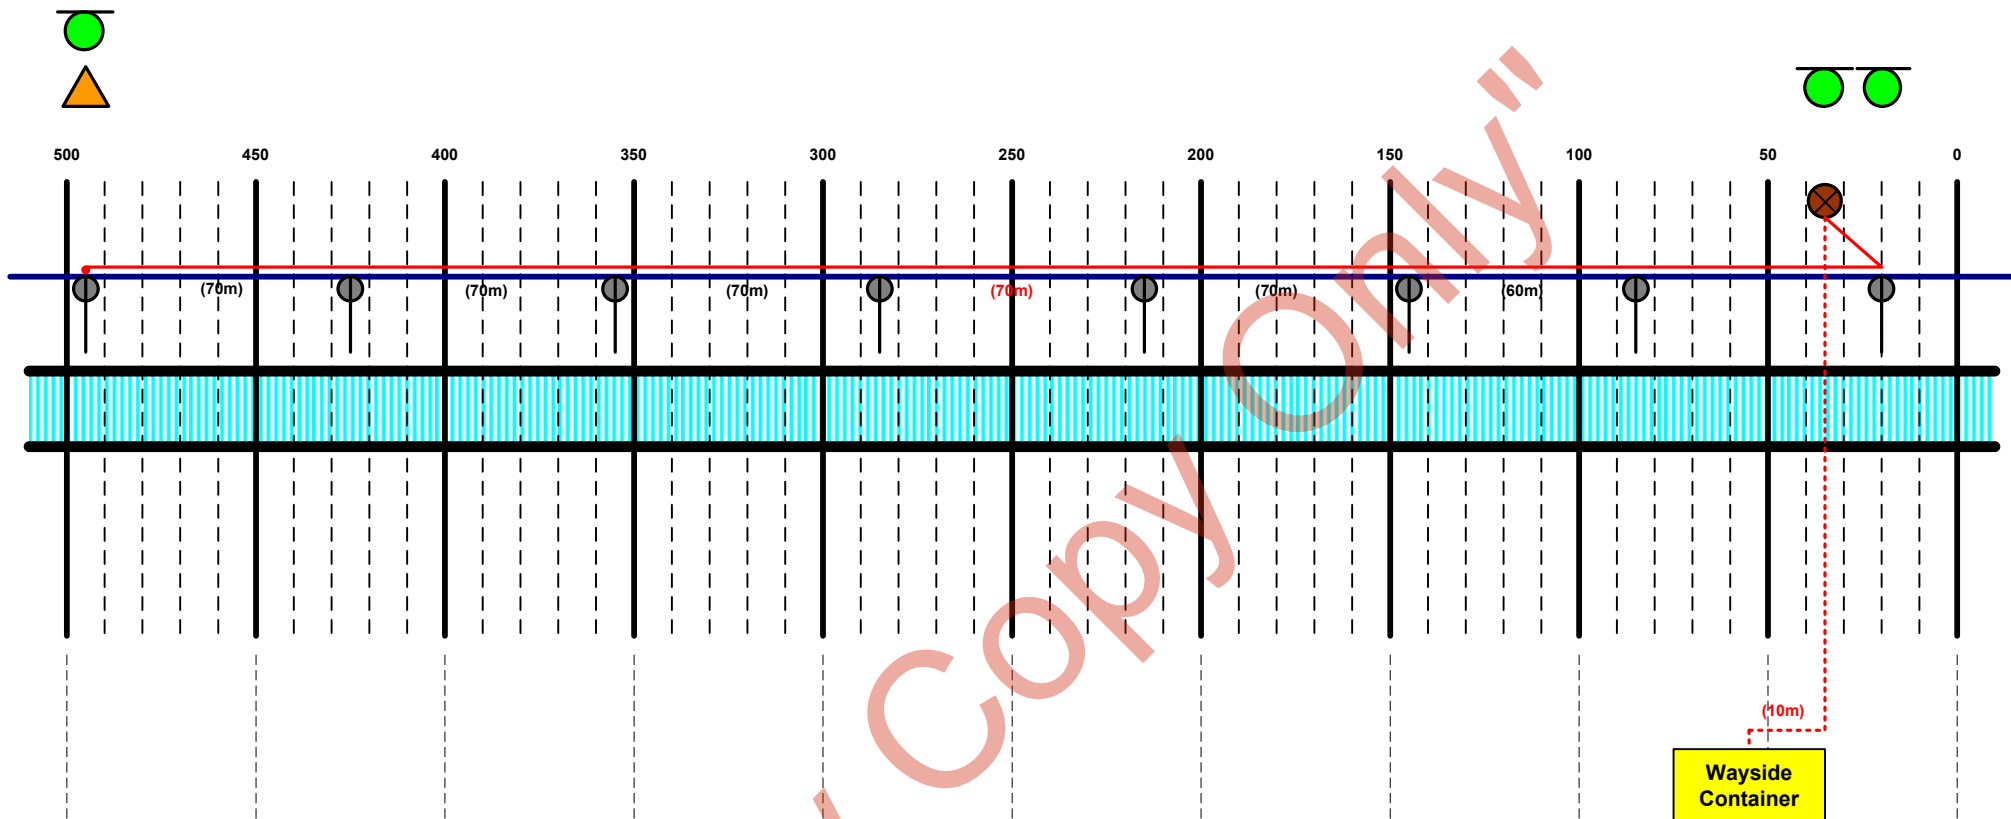 500 450 400 350 300 250 200 150 100 50 0
(70m) (70m) (70m) (70m) (70m) (60m)
Copy Only"
(10m)
Wayside
Container